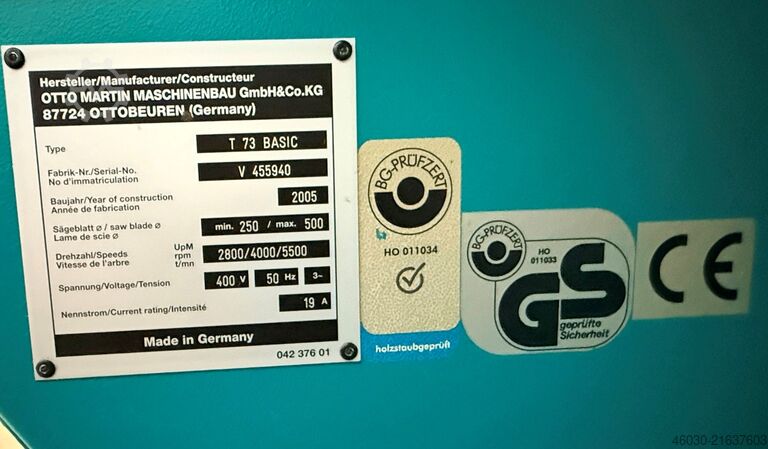 Hersteller/Manufacturer/Constructeur
OTTO MARTIN MASCHINENBAU GmbH&Co.KG
87724 OTTOBEUREN (Germany)
Type T 73 BASIC
Fabrik-Nr./Serial-No. V 455940
No d'immatriculation
Baujahr/Year of construction 2005
Année de fabrication
Sägeblatt ø / saw blade ø min. 250 / max. 500
Lame de scie ø
Drehzahl/Speeds UpM 2800/4000/5500
Vitesse de l'arbre rpm
t/mn
Spannung/Voltage/Tension 400 V 50 Hz 3~
Nennstrom/Current rating/Intensité 19 A
Made in Germany
042 376 01
BG-PRÜFZERT
HO 011034
holzstaubgeprüft
BG-PRÜFZERT
HO
011033
GS
geprüfte
Sicherheit
CE
46030-21637603